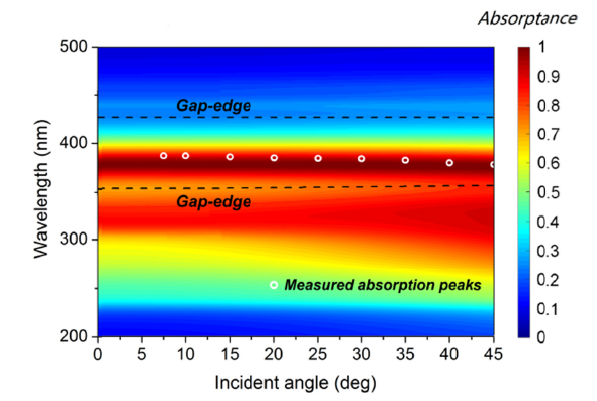 Absorptance
500
400
300
200
Wavelength (nm)
Gap-edge
Gap-edge
Measured absorption peaks
0 5 10 15 20 25 30 35 40 45
Incident angle (deg)
1
0.9
0.8
0.7
0.6
0.5
0.4
0.3
0.2
0.1
0